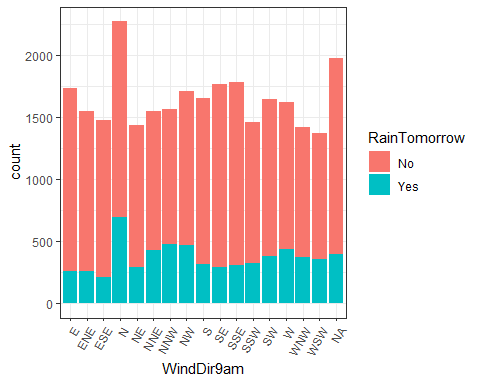 2000
1500
1000
500
0
count
E
ENE
ESE
N
NE
NNE
NNW
NW
S
SE
SSE
SSW
SW
W
WNW
WSW
NA
WindDir9am
RainTomorrow
No
Yes